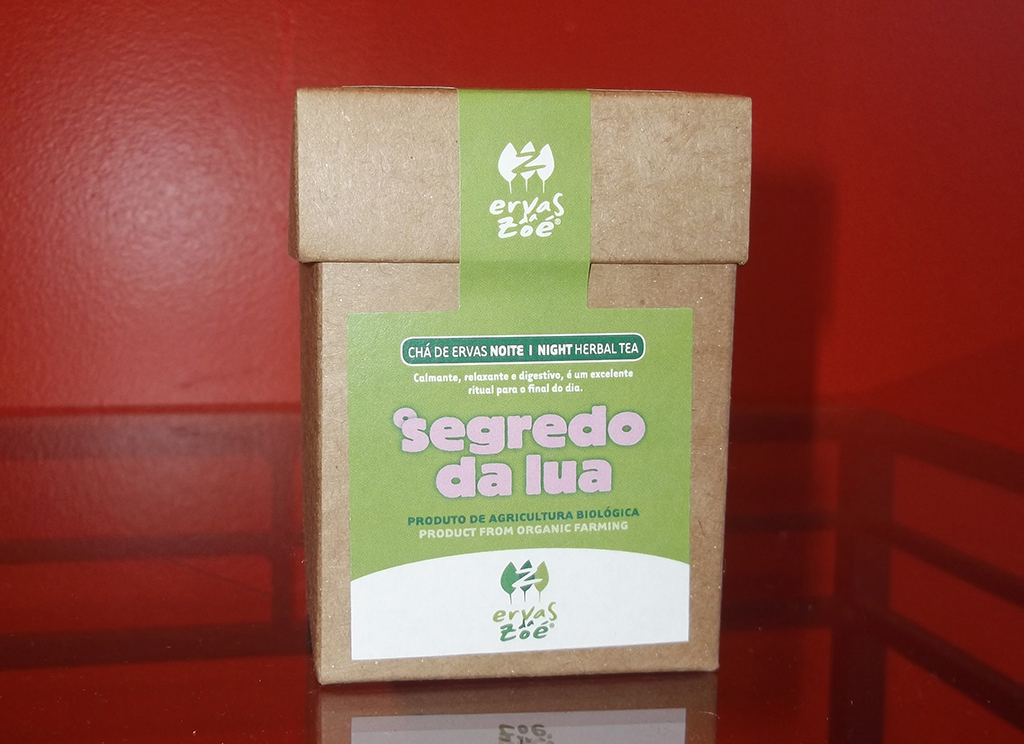 Z
ervas
da
Zoé®
CHÁ DE ERVAS NOITE | NIGHT HERBAL TEA
Calmante, relaxante e digestivo, é um excelente
ritual para o final do dia.
o segredo
da lua
PRODUTO DE AGRICULTURA BIOLÓGICA
PRODUCT FROM ORGANIC FARMING
Z
ervas
da
Zoé®